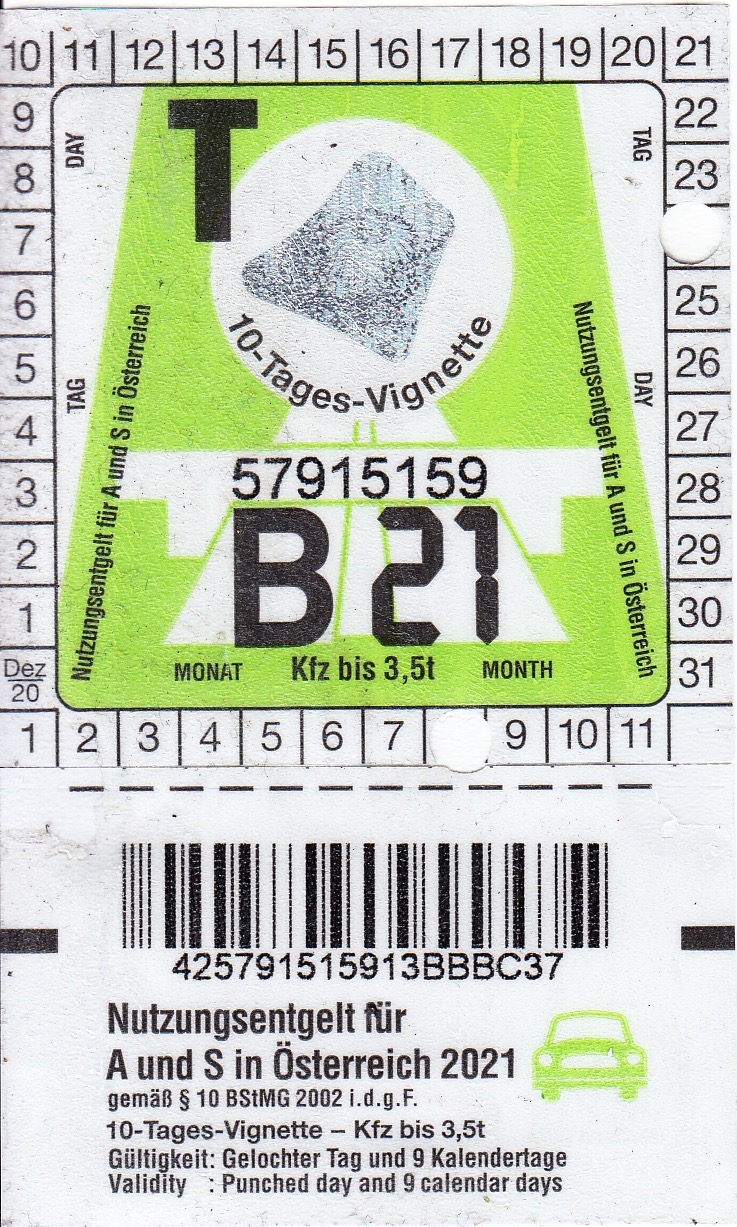 10 11 12 13 14 15 16 17 18 19 20 21
9 22
8 23
7
6 25
5 26
4 27
3 28
2 29
1 30
Dez 20 31
1 2 3 4 5 6 7 9 10 11
DAY
TAG
TAG
DAY
T
10-Tages-Vignette
Nutzungsentgelt für A und S in Österreich
Nutzungsentgelt für A und S in Österreich
57915159
B 21
MONAT Kfz bis 3,5t MONTH
425791515913BBBC37
Nutzungsentgelt für
A und S in Österreich 2021
gemäß § 10 BStMG 2002 i.d.g.F.
10-Tages-Vignette – Kfz bis 3,5t
Gültigkeit: Gelochter Tag und 9 Kalendertage
Validity : Punched day and 9 calendar days